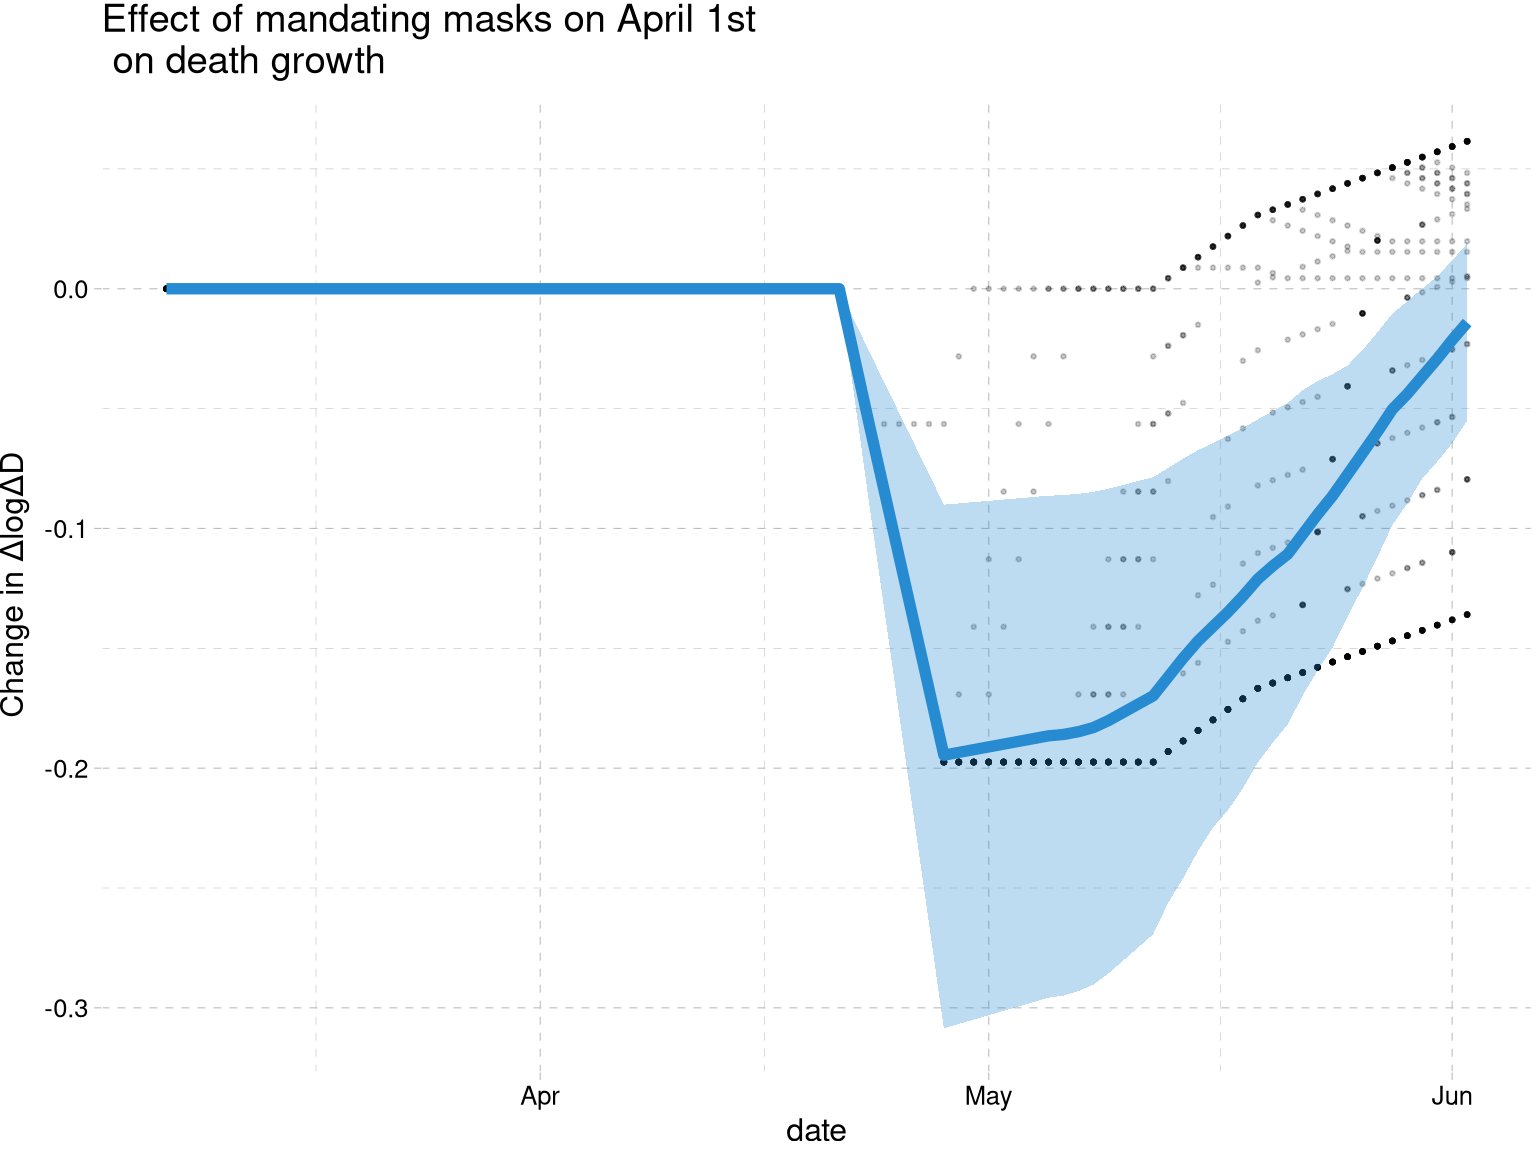 Effect of mandating masks on April 1st
on death growth
Change in ΔlogΔD
0.0
-0.1
-0.2
-0.3
Apr
May
Jun
date